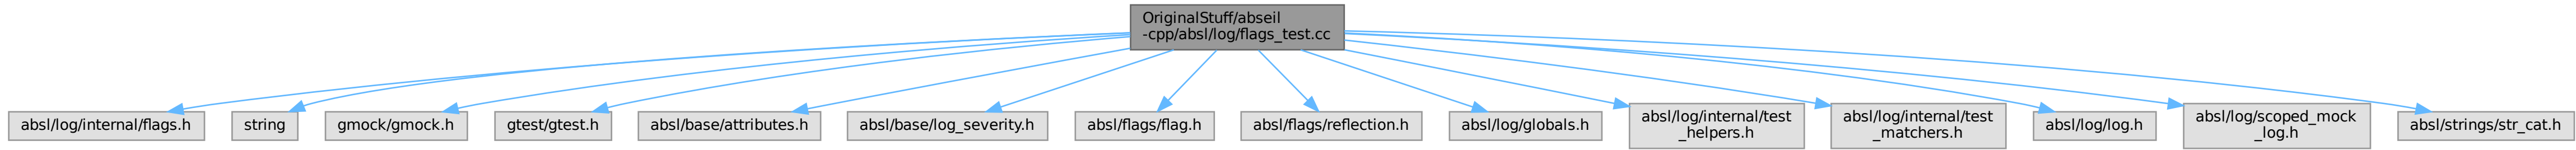 OriginalStuff/abseil
-cpp/absl/log/flags_test.cc
absl/log/internal/flags.h
string
gmock/gmock.h
gtest/gtest.h
absl/base/attributes.h
absl/base/log_severity.h
absl/flags/flag.h
absl/flags/reflection.h
absl/log/globals.h
absl/log/internal/test
_helpers.h
absl/log/internal/test
_matchers.h
absl/log/log.h
absl/log/scoped_mock
_log.h
absl/strings/str_cat.h